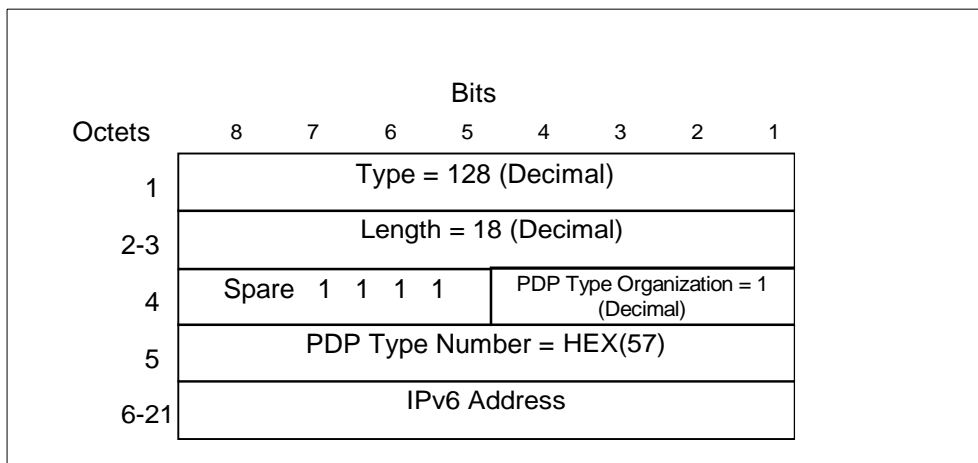 Bits
Octets 8 7 6 5 4 3 2 1
1 Type = 128 (Decimal)
2-3 Length = 18 (Decimal)
4 Spare 1 1 1 1 PDP Type Organization = 1
(Decimal)
5 PDP Type Number = HEX(57)
6-21 IPv6 Address